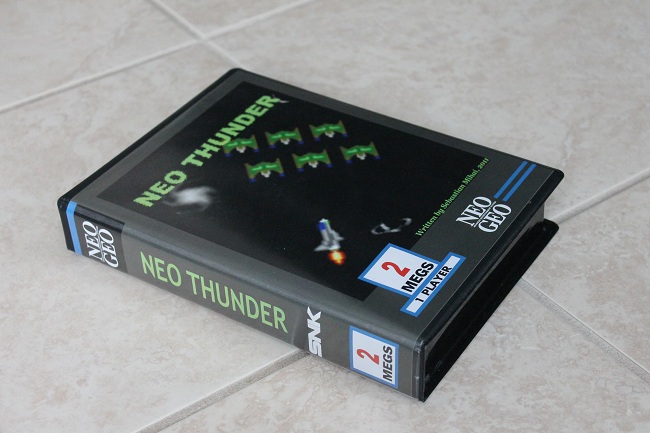 NEO THUNDER
Written by Sebastian Mihai, 2011
NEO
GEO
2
MEGS
1 PLAYER
NEO
GEO
NEO THUNDER
SNK
2
MEGS